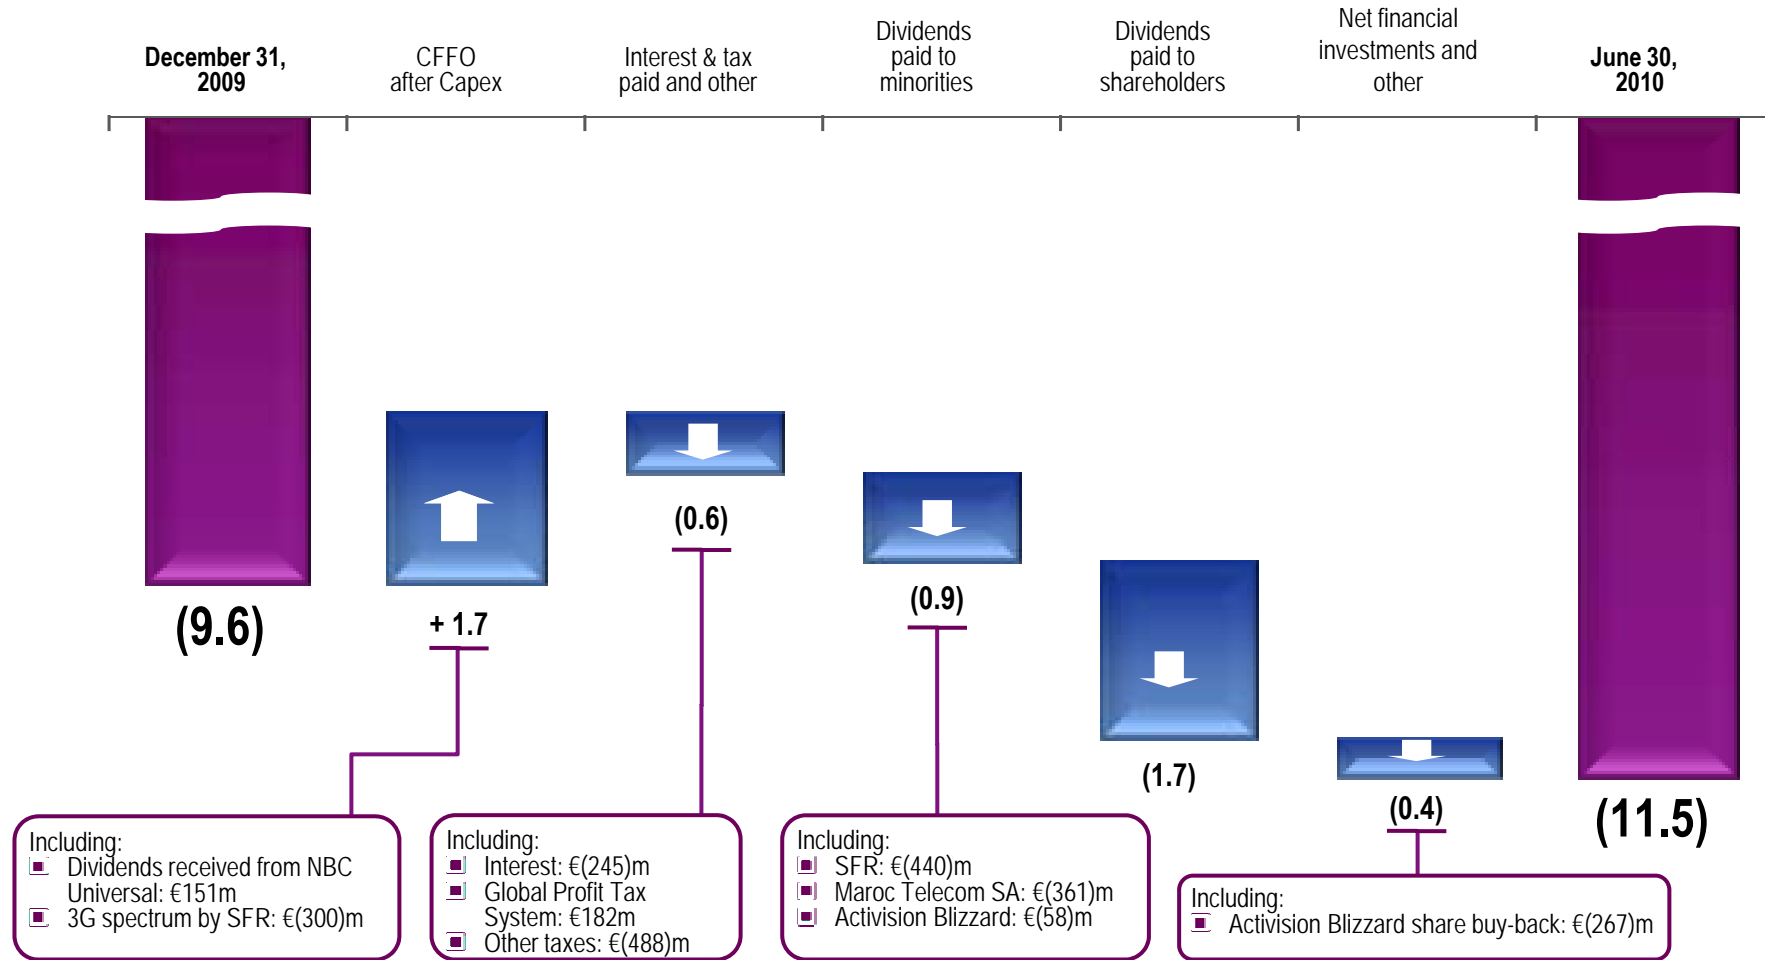 December 31,
2009
CFFO
after Capex
Interest & tax
paid and other
Dividends
paid to
minorities
Dividends
paid to
shareholders
Net financial
investments and
other
June 30,
2010
(9.6)
+ 1.7
(0.6)
(0.9)
(1.7)
(0.4)
(11.5)
Including:
Dividends received from NBC
Universal: €151m
3G spectrum by SFR: €(300)m
Including:
Interest: €(245)m
Global Profit Tax
System: €182m
Other taxes: €(488)m
Including:
SFR: €(440)m
Maroc Telecom SA: €(361)m
Activision Blizzard: €(58)m
Including:
Activision Blizzard share buy-back: €(267)m